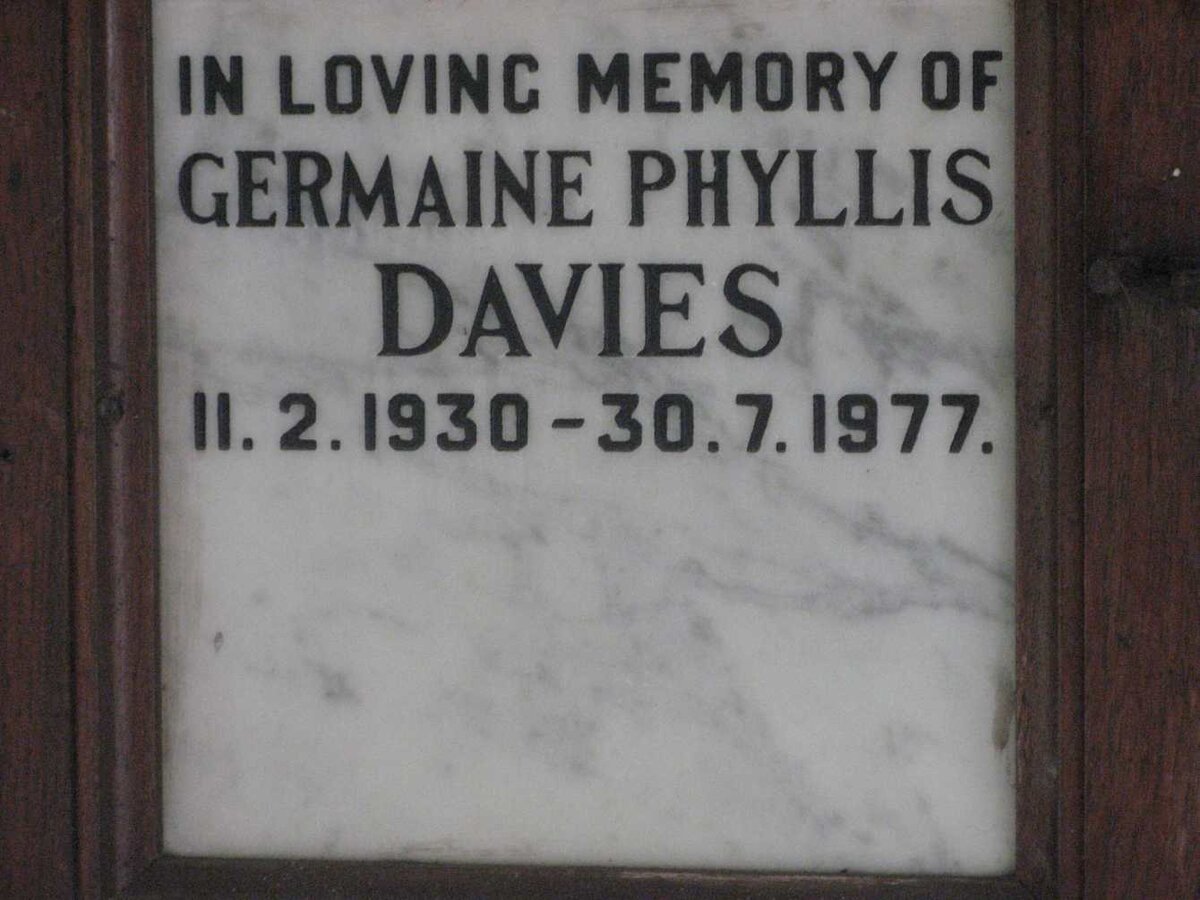 IN LOVING MEMORY OF
GERMAINE PHYLLIS
DAVIES
11. 2. 1930 - 30. 7. 1977.